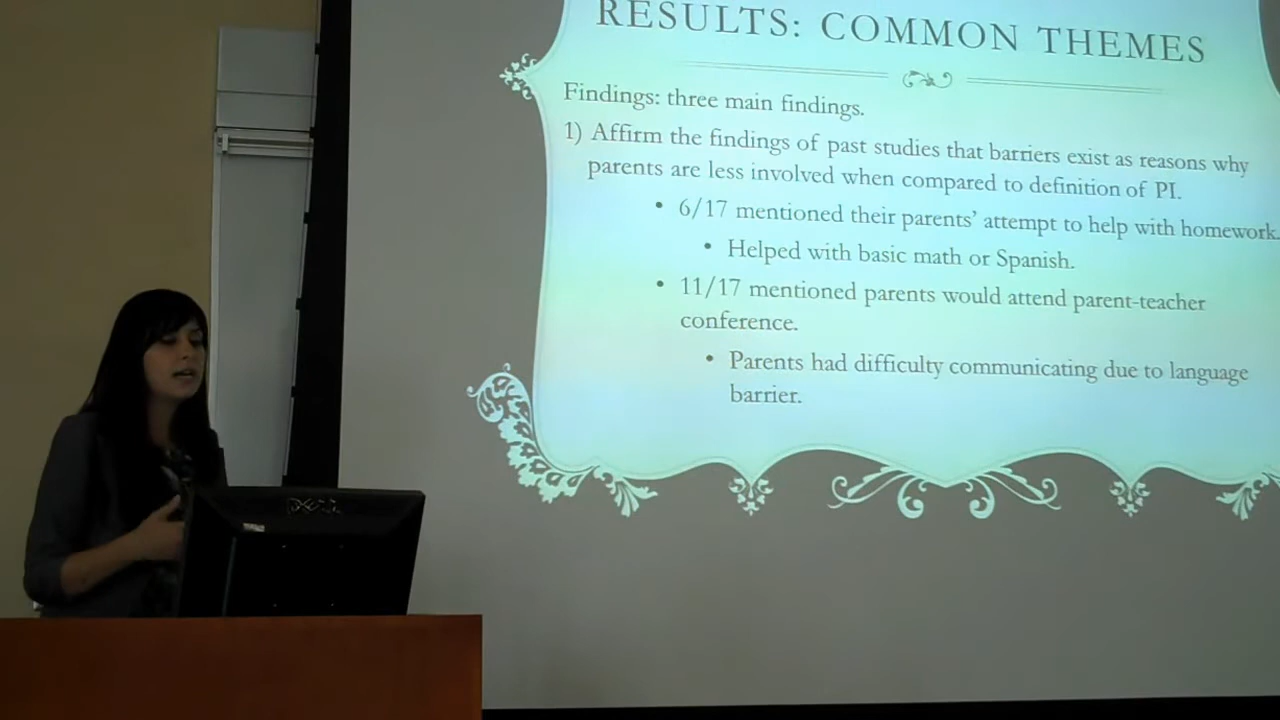 RESULTS: COMMON THEMES
Findings: three main findings.
1) Affirm the findings of past studies that barriers exist as reasons why
parents are less involved when compared to definition of PI.
• 6/17 mentioned their parents' attempt to help with homework.
• Helped with basic math or Spanish.
• 11/17 mentioned parents would attend parent-teacher
conference.
• Parents had difficulty communicating due to language
barrier.
DELL